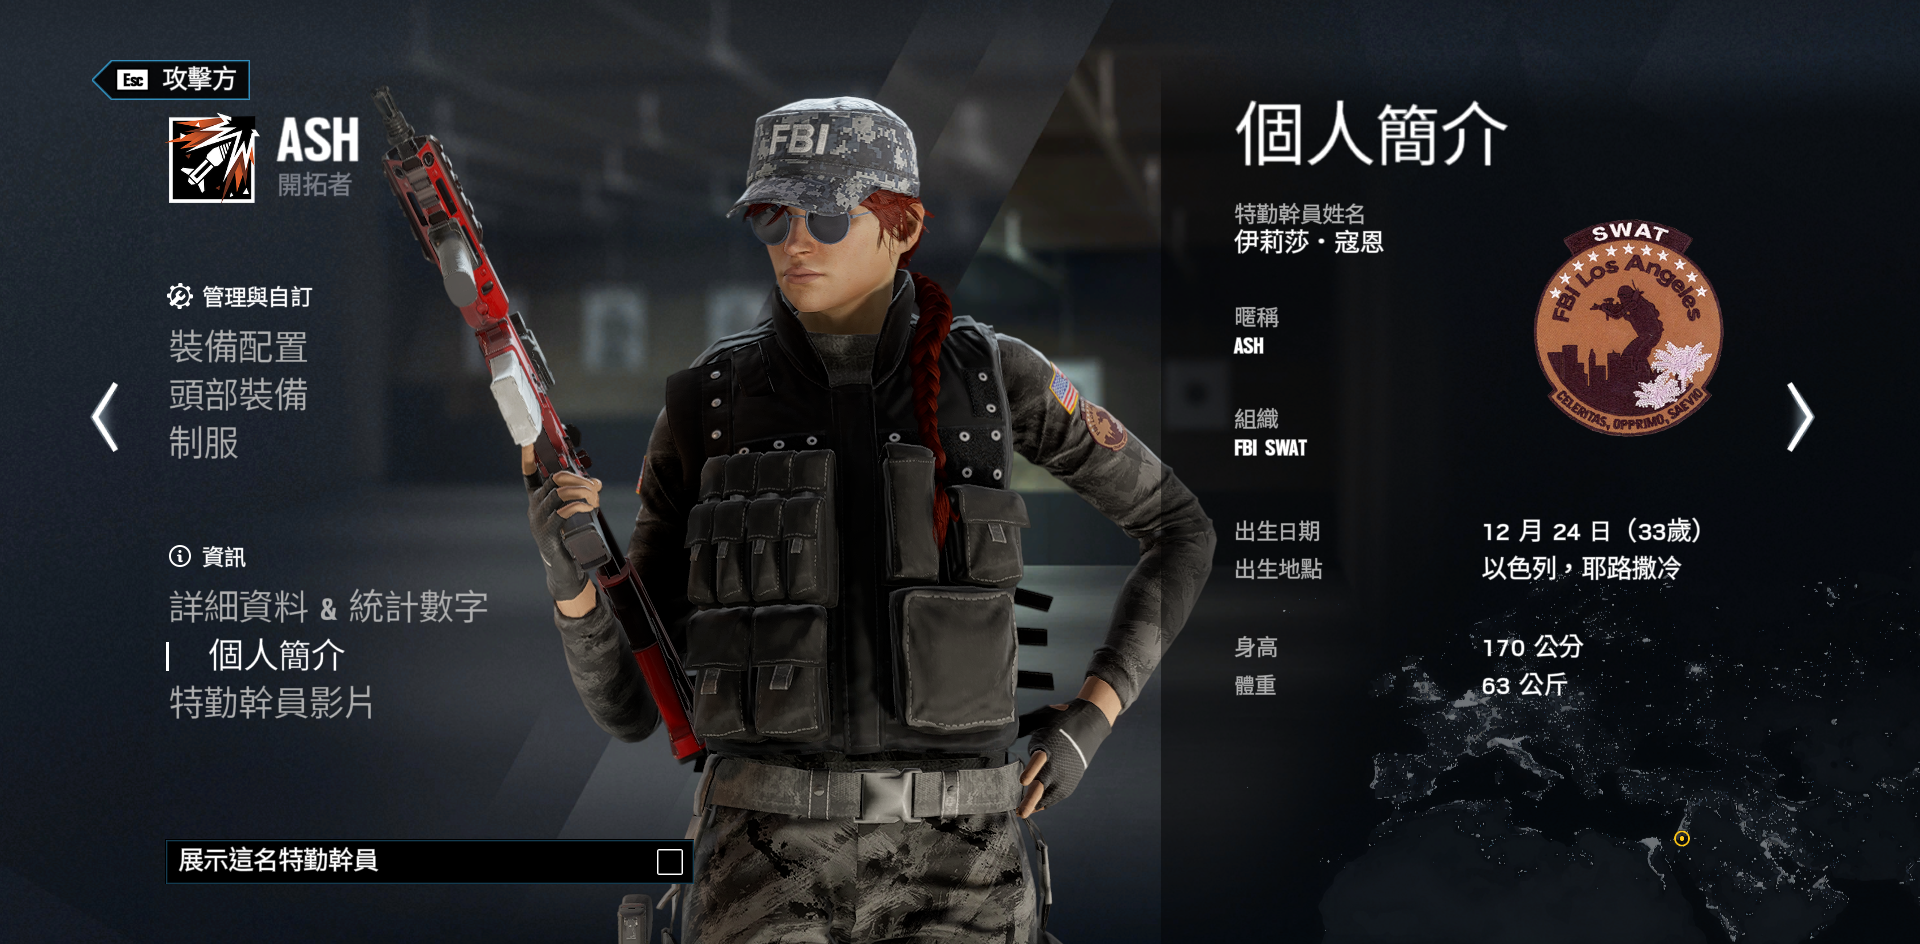 Esc 攻擊方
ASH
開拓者
管理與自訂
裝備配置
頭部裝備
制服
資訊
詳細資料 & 統計數字
個人簡介
特勤幹員影片
展示這名特勤幹員
FBI
個人簡介
特勤幹員姓名
伊莉莎·寇恩
暱稱
ASH
組織
FBI SWAT
SWAT
FBI Los Angeles
CELERITAS, OPPRIMO, SAEVIO
出生日期 12 月 24 日（33歲）
出生地點 以色列，耶路撒冷
身高 170 公分
體重 63 公斤